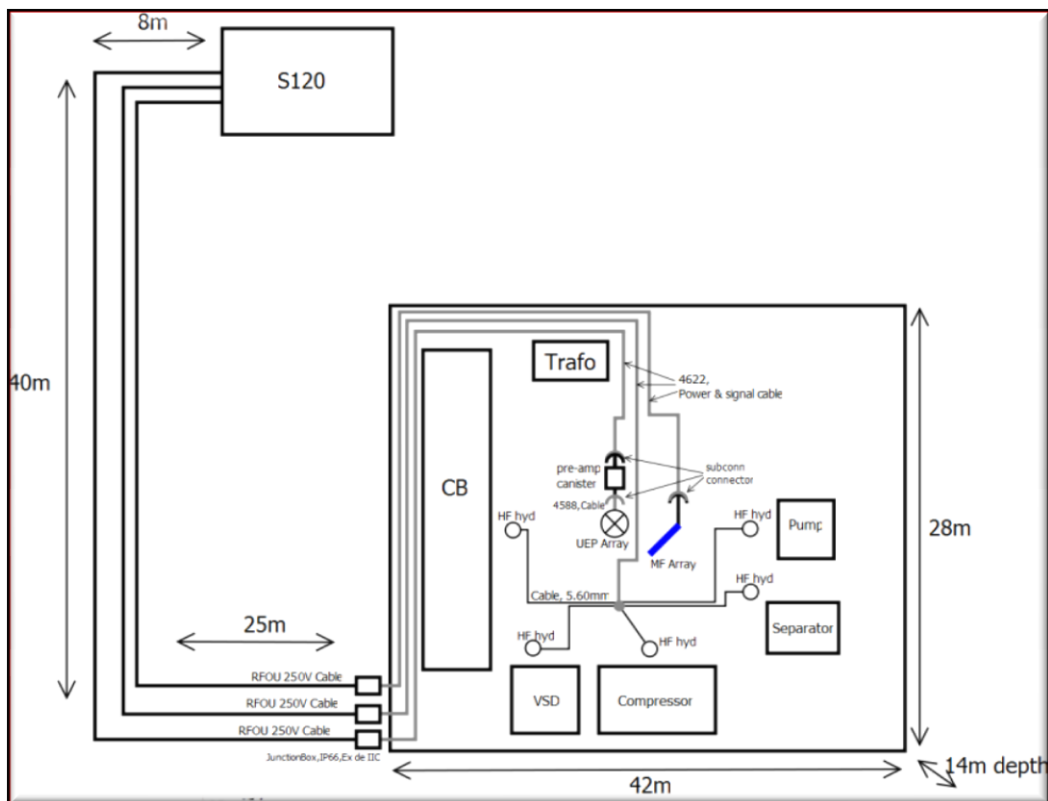 8m
S120
40m
Trafo
4622,
Power & signal cable
CB
pre-amp
canister
subconn
connector
4588,Cable
HF hyd
UEP Array
HF hyd
Pump
28m
MF Array
HF hyd
Cable, 5.60mm
25m
HF hyd
HF hyd
Separator
RFOU 250V Cable
VSD
Compressor
RFOU 250V Cable
RFOU 250V Cable
JunctionBox,IP66,Ex de IIC
42m
14m depth